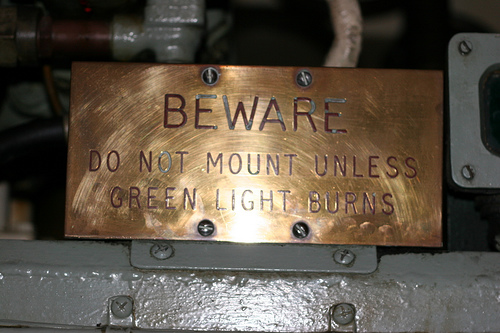 BEWARE
DO NOT MOUNT UNLESS
GREEN LIGHT BURNS